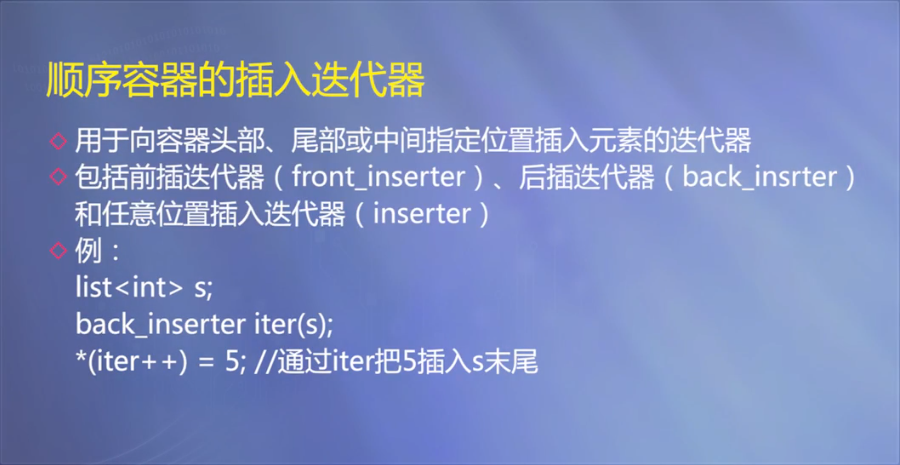 顺序容器的插入迭代器
◇ 用于向容器头部、尾部或中间指定位置插入元素的迭代器
◇ 包括前插迭代器（front_inserter）、后插迭代器（back_insrter）
和任意位置插入迭代器（inserter）
◇ 例：
list<int> s;
back_inserter iter(s);
*(iter++) = 5; //通过iter把5插入s末尾